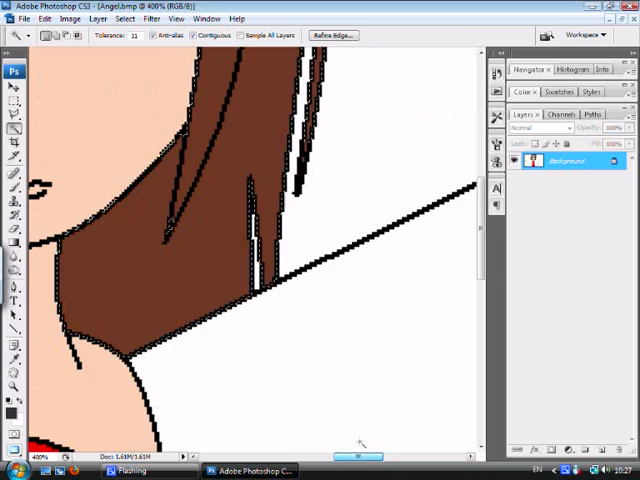 Adobe Photoshop CS3 - [Angel.bmp @ 400% (RGB/8)]
File Edit Image Layer Select Filter View Window Help
Tolerance: 31 Anti-alias Contiguous Sample All Layers Refine Edge... Workspace
Ps
Navigator Histogram Info
Color Swatches Styles
Layers Channels Paths
Normal Opacity: 100%
Lock: Fill: 100%
Background
400% Doc: 1.61M/1.61M
Flashing Adobe Photoshop C... EN 10:27